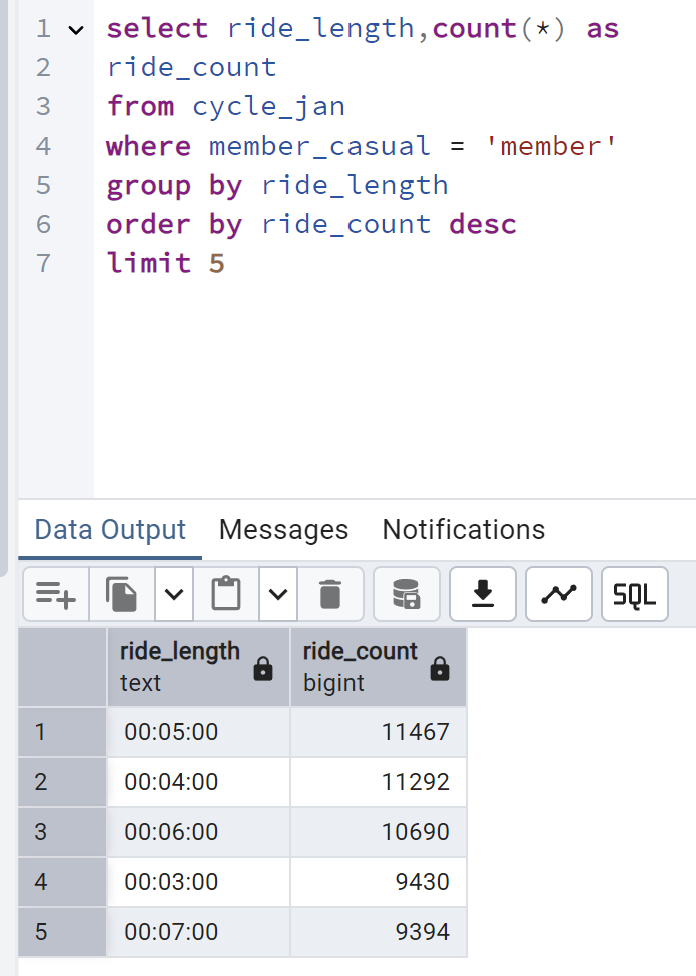 1 select ride_length,count(*) as
2 ride_count
3 from cycle_jan
4 where member_casual = 'member'
5 group by ride_length
6 order by ride_count desc
7 limit 5
Data Output Messages Notifications
SQL
ride_length ride_count
text bigint
1 00:05:00 11467
2 00:04:00 11292
3 00:06:00 10690
4 00:03:00 9430
5 00:07:00 9394